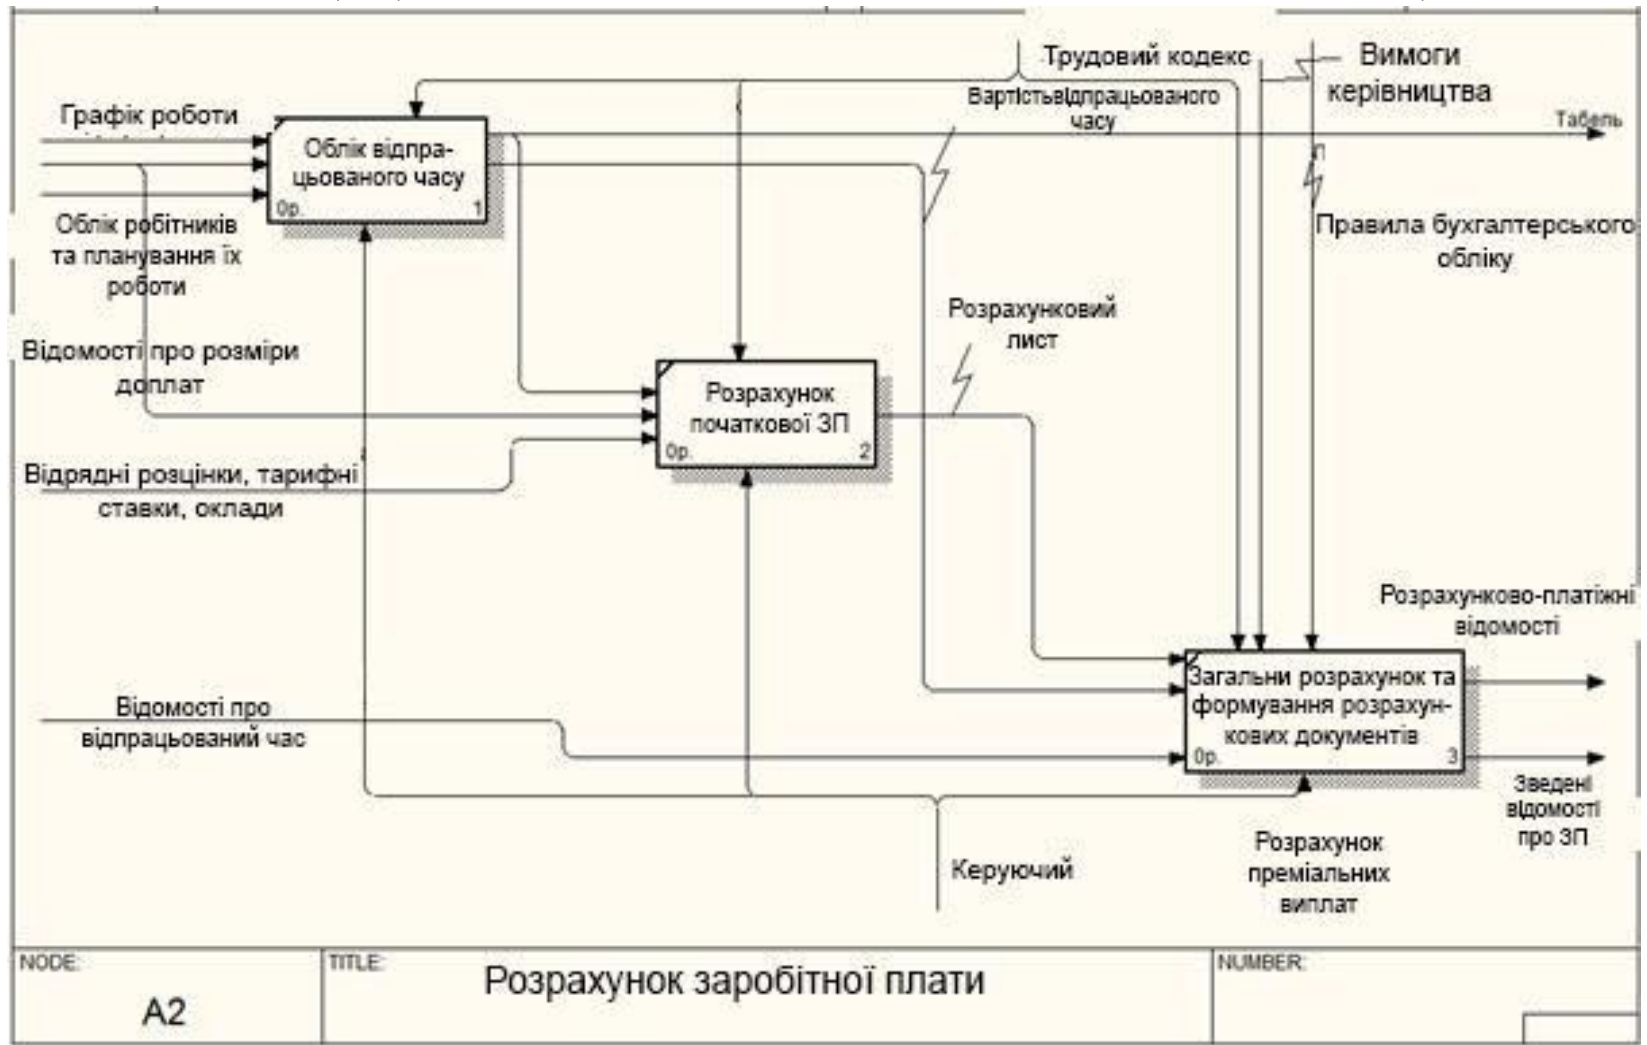 Трудовий кодекс
Вимоги
керівництва
Вартістьвідпрацьованого
часу
Графік роботи
Табель
Облік відпра-
цьованого часу
0р. 1
Облік робітників
та планування їх
роботи
П
Правила бухгалтерського
обліку
Розрахунковий
лист
Відомості про розміри
доплат
Розрахунок
початкової ЗП
0р. 2
Відрядні розцінки, тарифні
ставки, оклади
Розрахунково-платіжні
відомості
Загальни розрахунок та
формування розрахун-
кових документів
0р. 3
Відомості про
відпрацьований час
Зведені
відомості
про ЗП
Керуючий
Розрахунок
преміальних
виплат
NODE: TITLE: NUMBER:
А2
Розрахунок заробітної плати